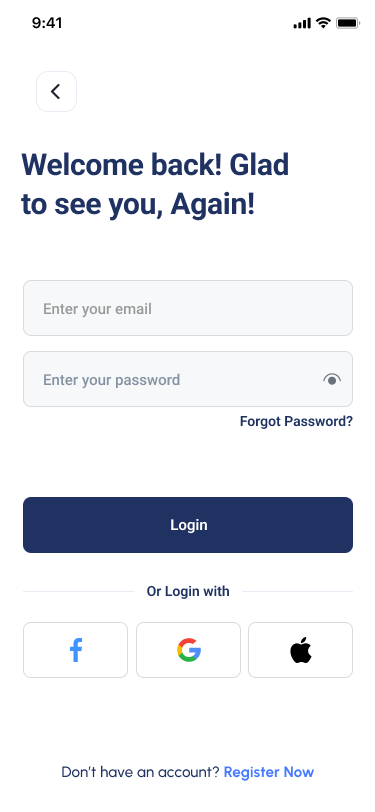 9:41
Welcome back! Glad
to see you, Again!
Enter your email
Enter your password
Forgot Password?
Login
Or Login with
Don't have an account? Register Now